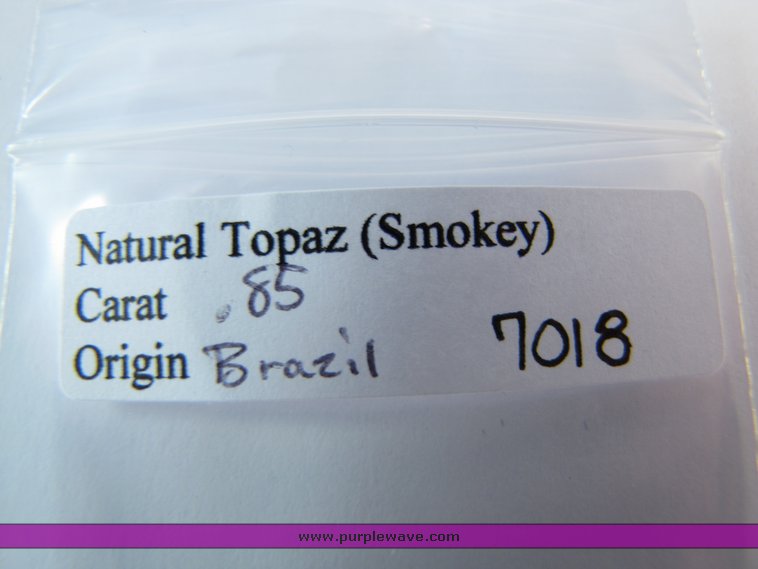 Natural Topaz (Smokey)
Carat .85
Origin Brazil 7018
www.purplewave.com